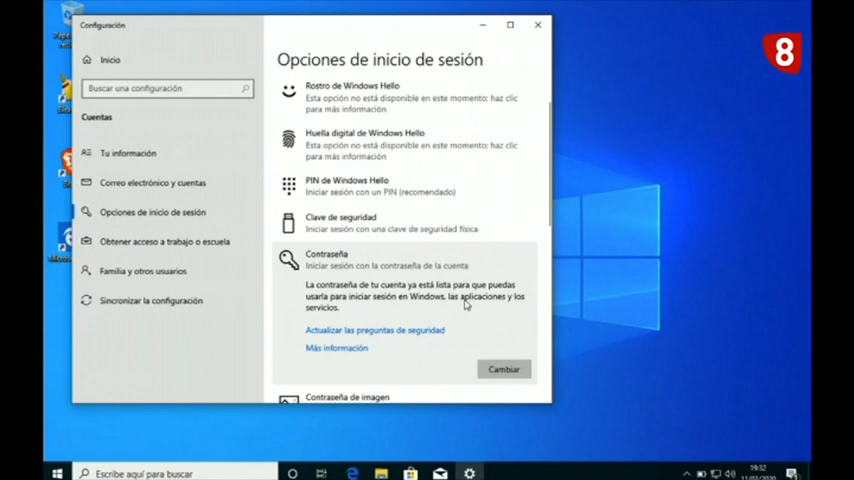 Configuración
8
Inicio
Buscar una configuración
Cuentas
Tu información
Correo electrónico y cuentas
Opciones de inicio de sesión
Obtener acceso a trabajo o escuela
Familia y otros usuarios
Sincronizar la configuración
Opciones de inicio de sesión
Rostro de Windows Hello
Esta opción no está disponible en este momento; haz clic
para más información
Huella digital de Windows Hello
Esta opción no está disponible en este momento; haz clic
para más información
PIN de Windows Hello
Iniciar sesión con un PIN (recomendado)
Clave de seguridad
Iniciar sesión con una clave de seguridad física
Contraseña
Iniciar sesión con la contraseña de la cuenta
La contraseña de tu cuenta ya está lista para que puedas
usarla para iniciar sesión en Windows, las aplicaciones y los
servicios.
Actualizar las preguntas de seguridad
Más información
Cambiar
Contraseña de imagen
Escribe aquí para buscar
19:32